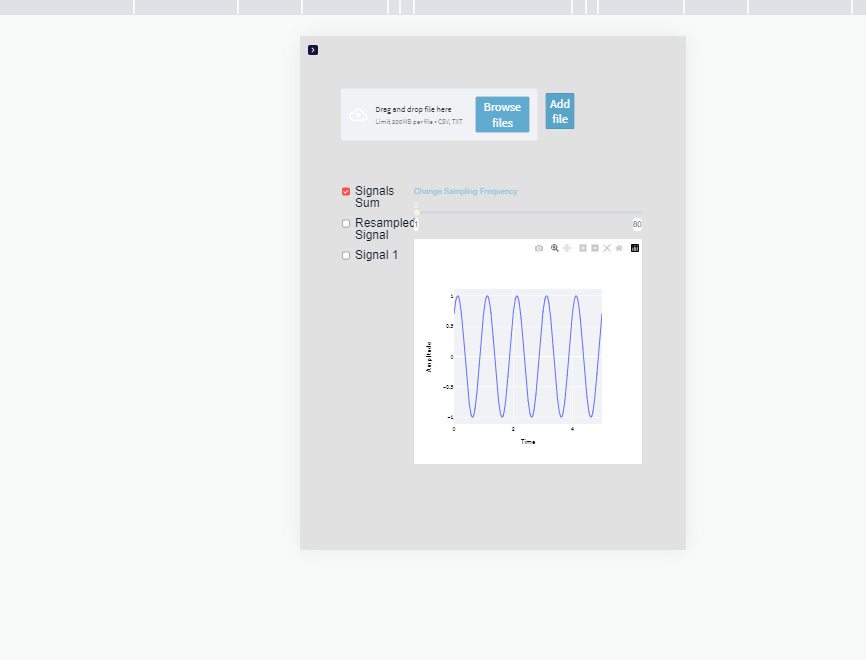 Drag and drop file here
Limit 200MB per file • CSV, TXT
Browse
files
Add
file
Signals
Sum
Resampled
Signal
Signal 1
Change Sampling Frequency
1
80
1
0.5
0
−0.5
−1
Amplitude
0
2
4
Time